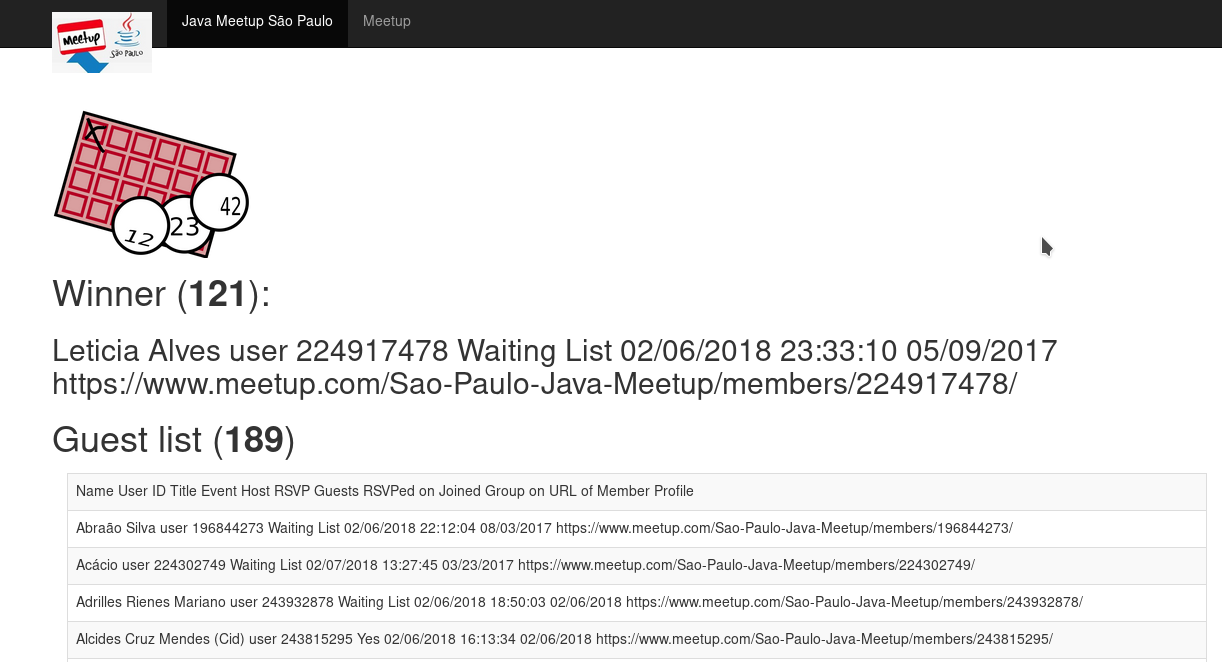 Java Meetup São Paulo
Meetup
Meetup
São Paulo
X
12
23
42
Winner (121):
Leticia Alves user 224917478 Waiting List 02/06/2018 23:33:10 05/09/2017
https://www.meetup.com/Sao-Paulo-Java-Meetup/members/224917478/
Guest list (189)
Name User ID Title Event Host RSVP Guests RSVPed on Joined Group on URL of Member Profile
Abraão Silva user 196844273 Waiting List 02/06/2018 22:12:04 08/03/2017 https://www.meetup.com/Sao-Paulo-Java-Meetup/members/196844273/
Acácio user 224302749 Waiting List 02/07/2018 13:27:45 03/23/2017 https://www.meetup.com/Sao-Paulo-Java-Meetup/members/224302749/
Adrilles Rienes Mariano user 243932878 Waiting List 02/06/2018 18:50:03 02/06/2018 https://www.meetup.com/Sao-Paulo-Java-Meetup/members/243932878/
Alcides Cruz Mendes (Cid) user 243815295 Yes 02/06/2018 16:13:34 02/06/2018 https://www.meetup.com/Sao-Paulo-Java-Meetup/members/243815295/